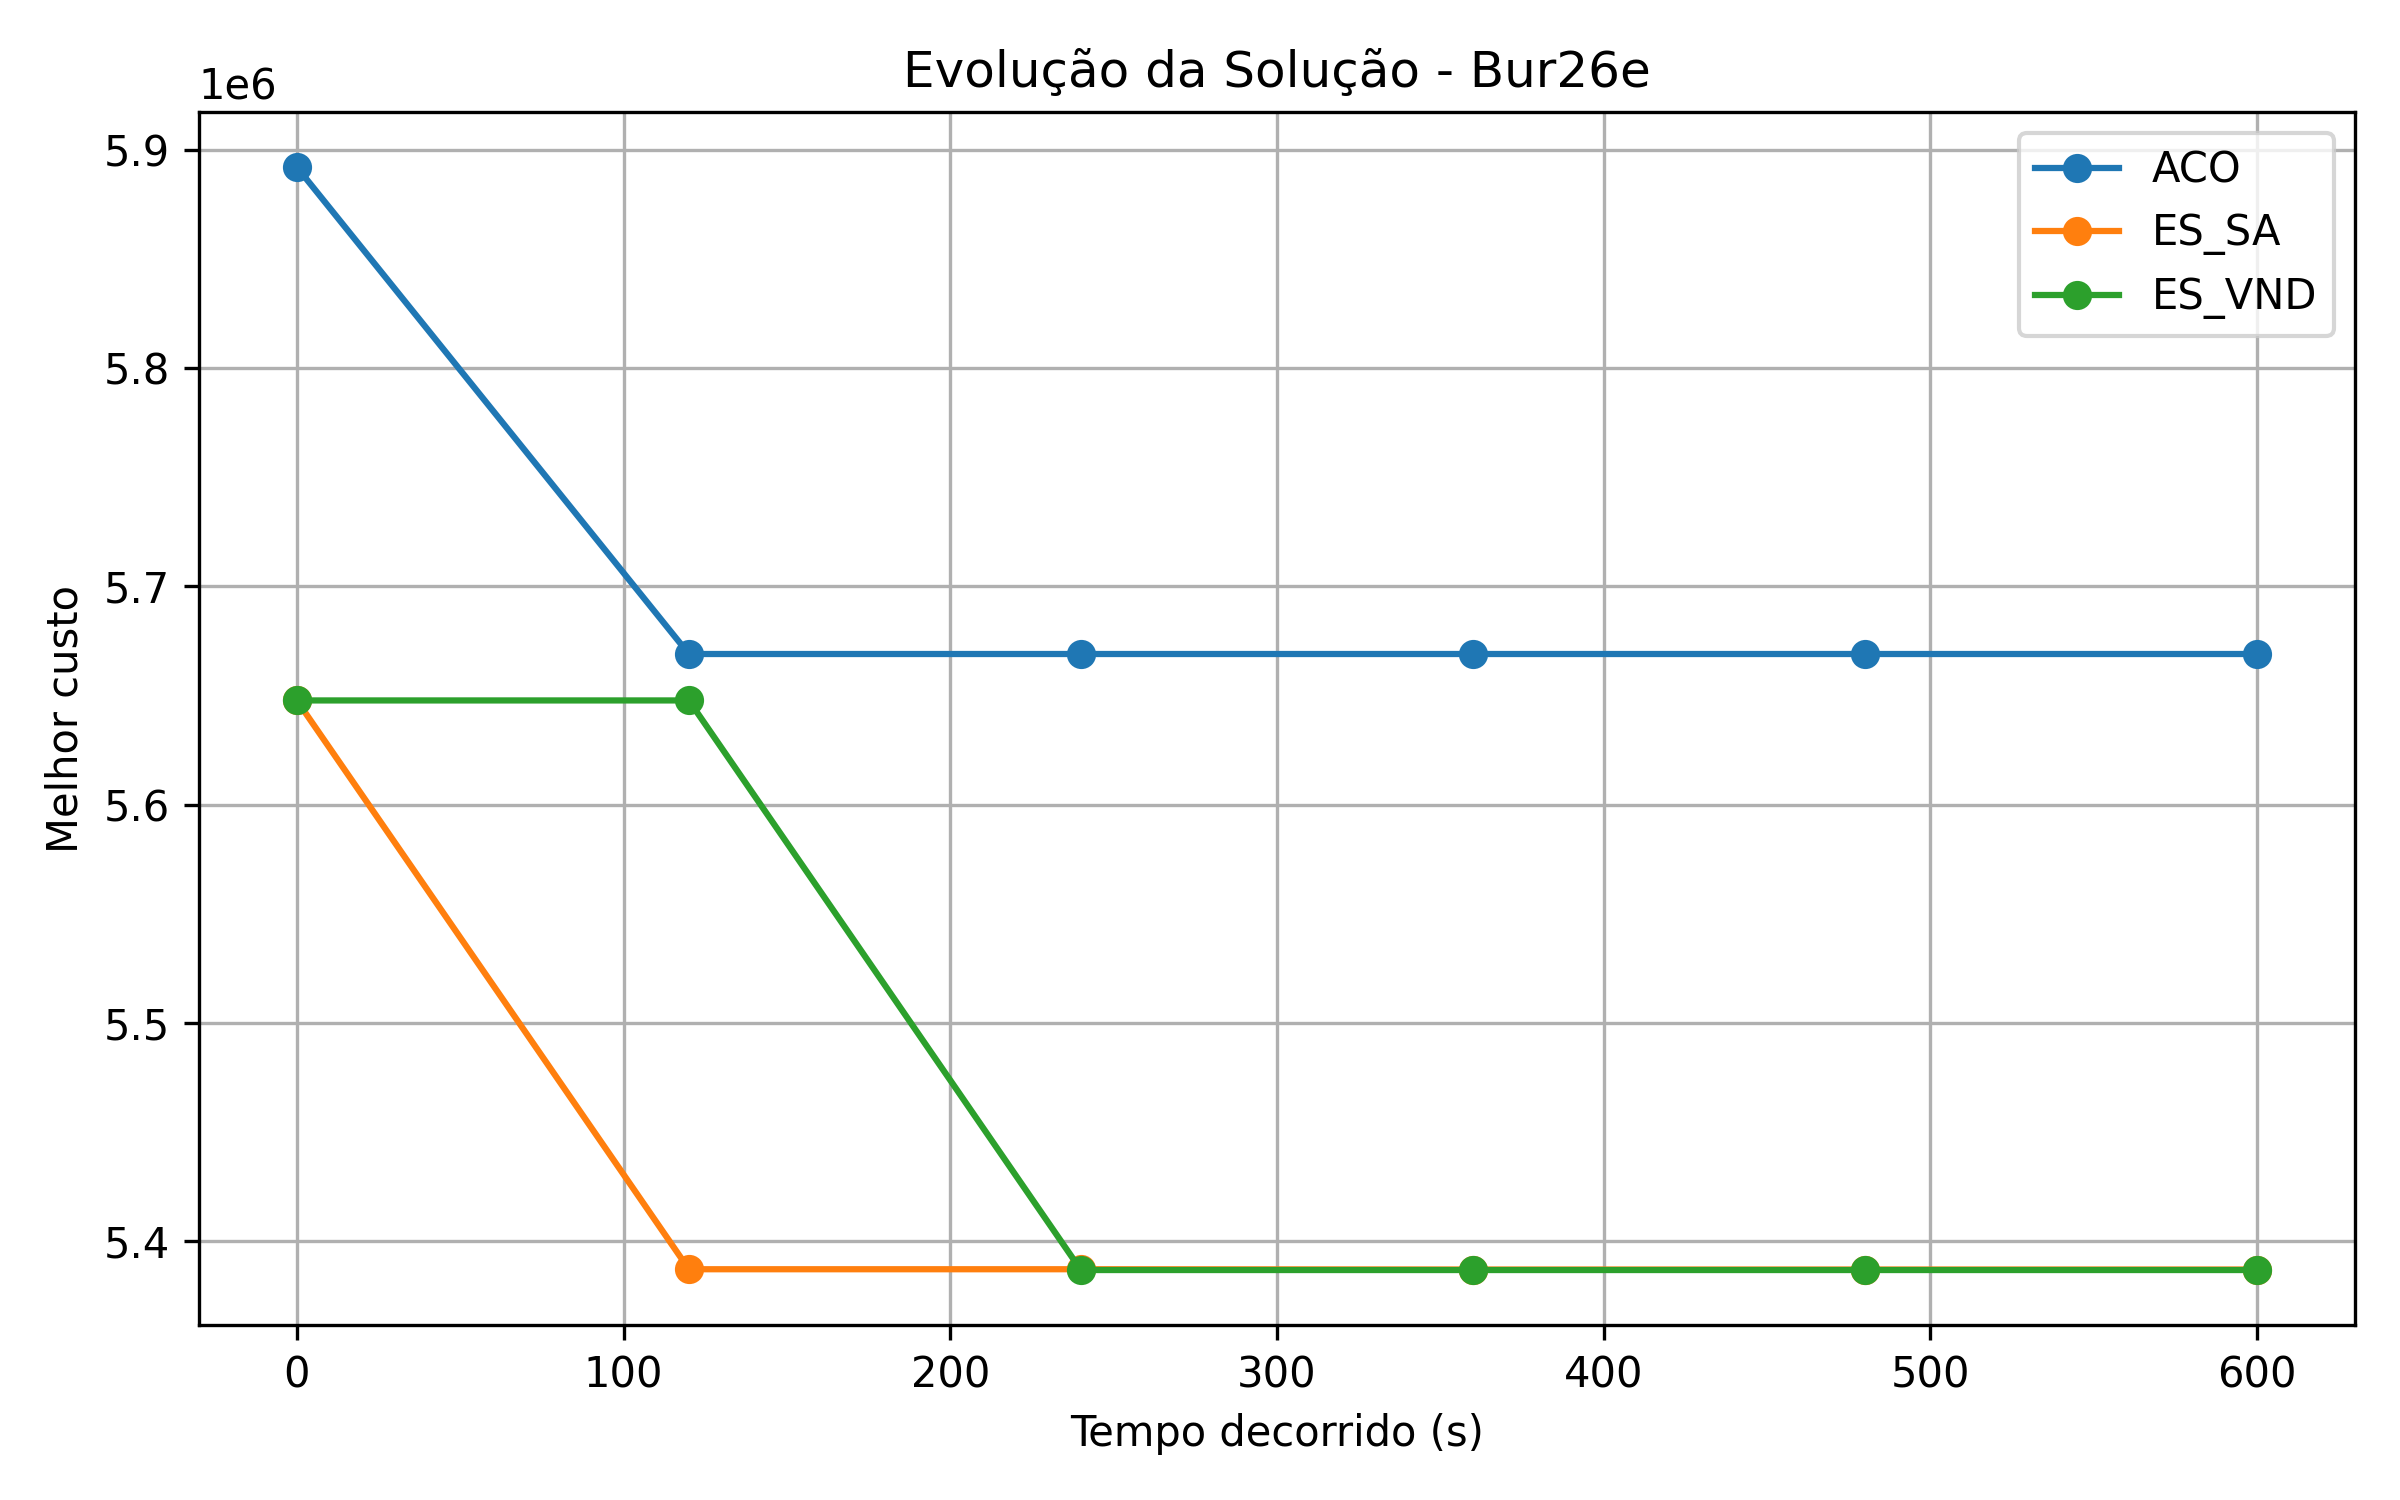 Evolução da Solução - Bur26e
1e6
5.9
5.8
5.7
5.6
5.5
5.4
Melhor custo
ACO
ES_SA
ES_VND
0 100 200 300 400 500 600
Tempo decorrido (s)